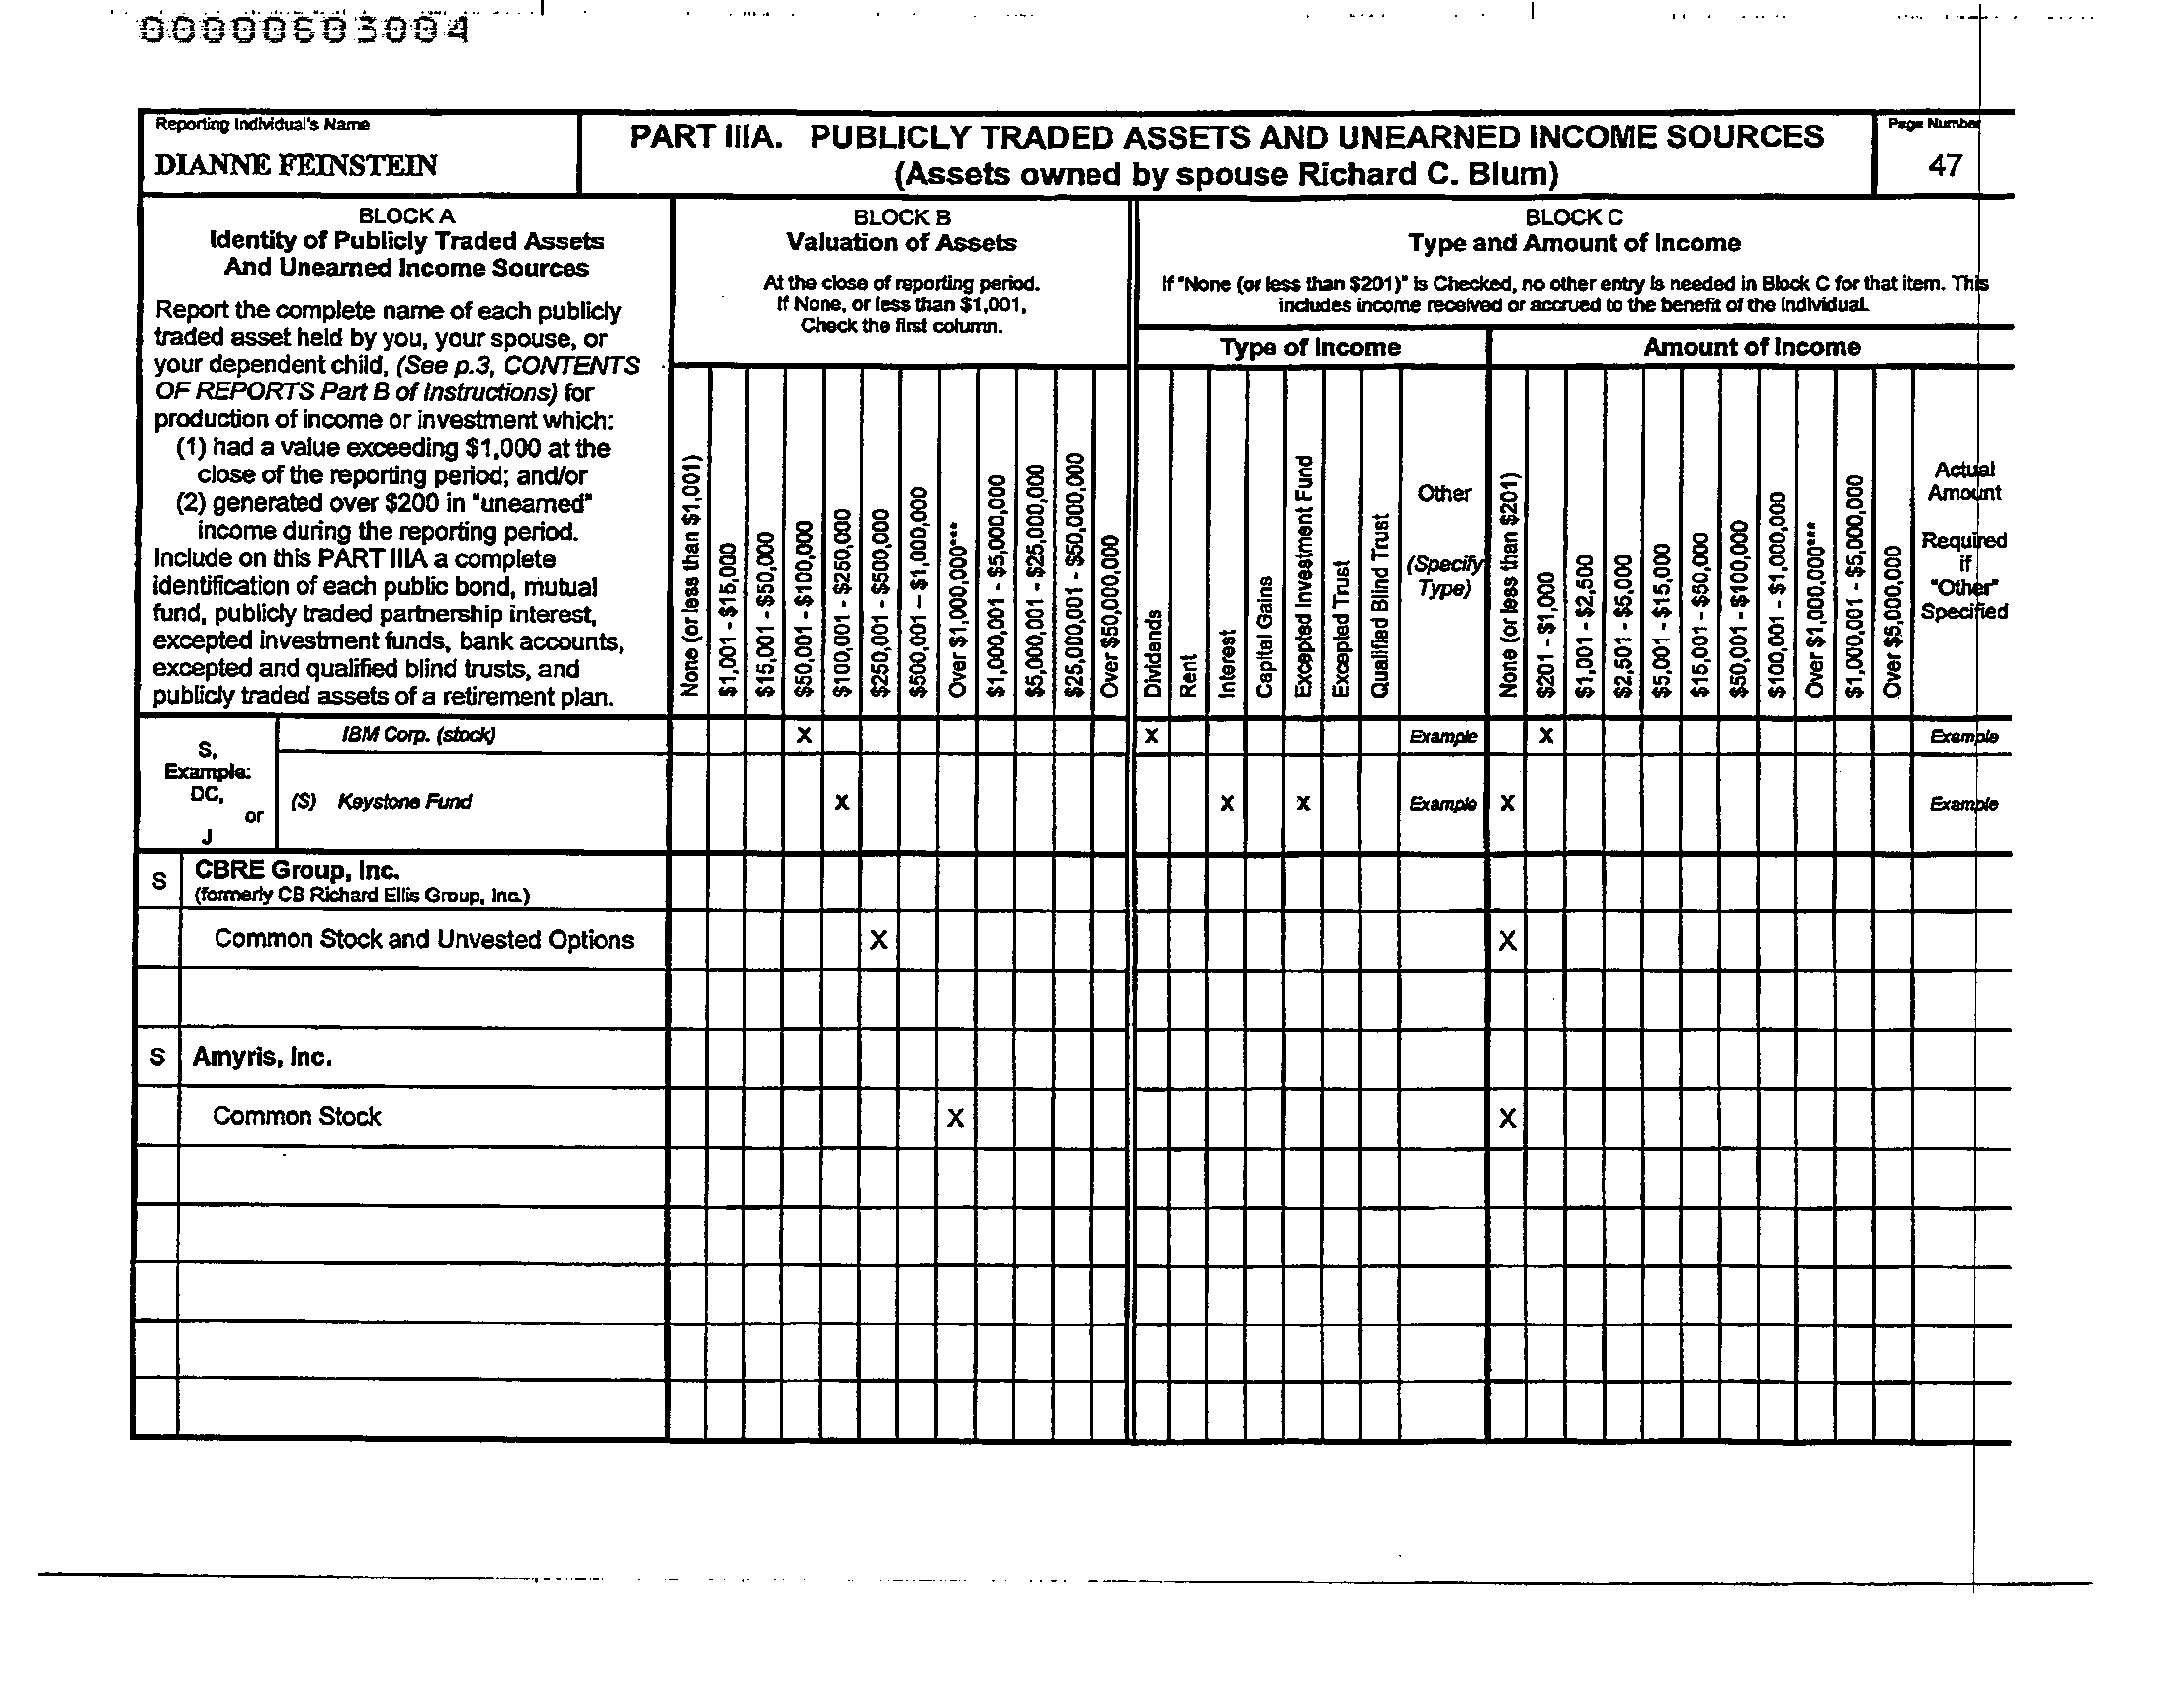 00000603004
Reporting Individual's Name
DIANNE FEINSTEIN
PART IIIA. PUBLICLY TRADED ASSETS AND UNEARNED INCOME SOURCES
(Assets owned by spouse Richard C. Blum)
Page Number
47
BLOCK A
Identity of Publicly Traded Assets
And Unearned Income Sources
Report the complete name of each publicly
traded asset held by you, your spouse, or
your dependent child, (See p.3, CONTENTS
OF REPORTS Part B of Instructions) for
production of income or investment which:
(1) had a value exceeding $1,000 at the
close of the reporting period; and/or
(2) generated over $200 in "unearned"
income during the reporting period.
Include on this PART IIIA a complete
identification of each public bond, mutual
fund, publicly traded partnership interest,
excepted investment funds, bank accounts,
excepted and qualified blind trusts, and
publicly traded assets of a retirement plan.
BLOCK B
Valuation of Assets
At the close of reporting period.
If None, or less than $1,001,
Check the first column.
None (or less than $1,001)
$1,001 - $15,000
$15,001 - $50,000
$50,001 - $100,000
$100,001 - $250,000
$250,001 - $500,000
$500,001 – $1,000,000
Over $1,000,000***
$1,000,001 - $5,000,000
$5,000,001 - $25,000,000
$25,000,001 - $50,000,000
Over $50,000,000
BLOCK C
Type and Amount of Income
If "None (or less than $201)" is Checked, no other entry is needed in Block C for that item. This
includes income received or accrued to the benefit of the individual.
Type of Income
Amount of Income
Dividends
Rent
Interest
Capital Gains
Excepted Investment Fund
Excepted Trust
Qualified Blind Trust
Other
(Specify
Type)
None (or less than $201)
$201 - $1,000
$1,001 - $2,500
$2,501 - $5,000
$5,001 - $15,000
$15,001 - $50,000
$50,001 - $100,000
$100,001 - $1,000,000
Over $1,000,000***
$1,000,001 - $5,000,000
Over $5,000,000
Actual
Amount
Required
if
"Other"
Specified
S,
Example:
DC,
or
J
IBM Corp. (stock) X X Example X Example
(S) Keystone Fund X X X Example X Example
S CBRE Group, Inc.
(formerly CB Richard Ellis Group, Inc.)
Common Stock and Unvested Options X X
S Amyris, Inc.
Common Stock X X